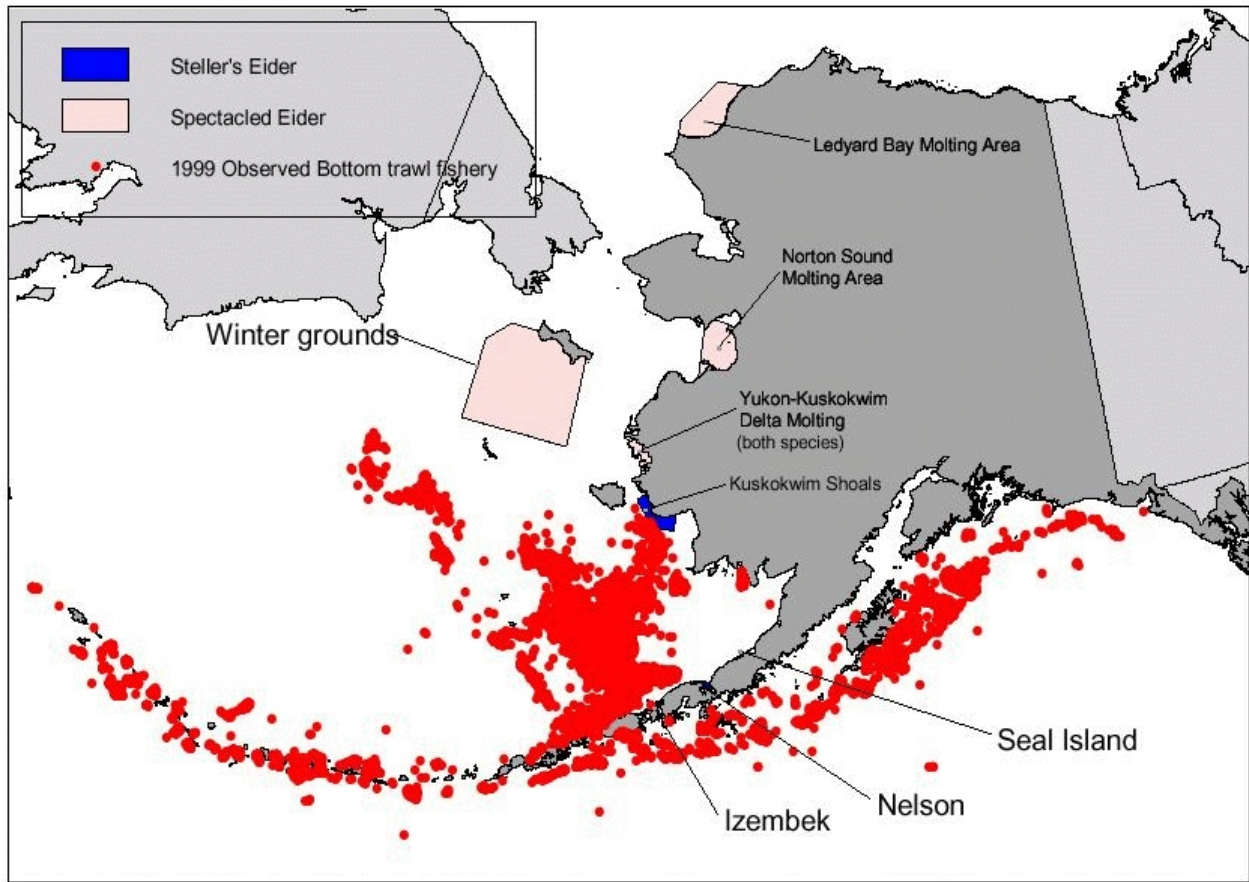 Steller's Eider
Spectacled Eider
1999 Observed Bottom trawl fishery
Ledyard Bay Molting Area
Norton Sound
Molting Area
Winter grounds
Yukon-Kuskokwim
Delta Molting
(both species)
Kuskokwim Shoals
Seal Island
Nelson
Izembek